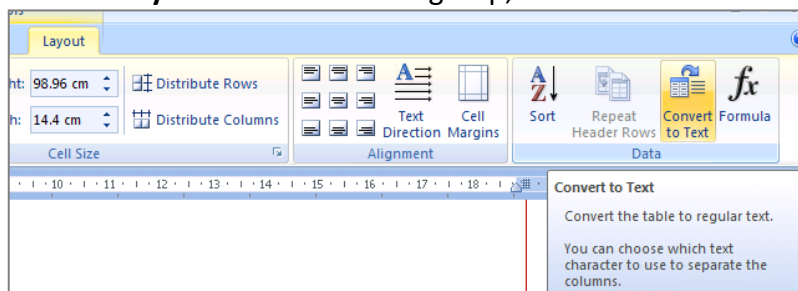 Layout
ht: 98.96 cm Distribute Rows
h: 14.4 cm Distribute Columns
Cell Size
Text Direction
Cell Margins
Alignment
Sort
Repeat Header Rows
Convert to Text
Formula
Data
10 11 12 13 14 15 16 17 18
Convert to Text
Convert the table to regular text.
You can choose which text
character to use to separate the
columns.